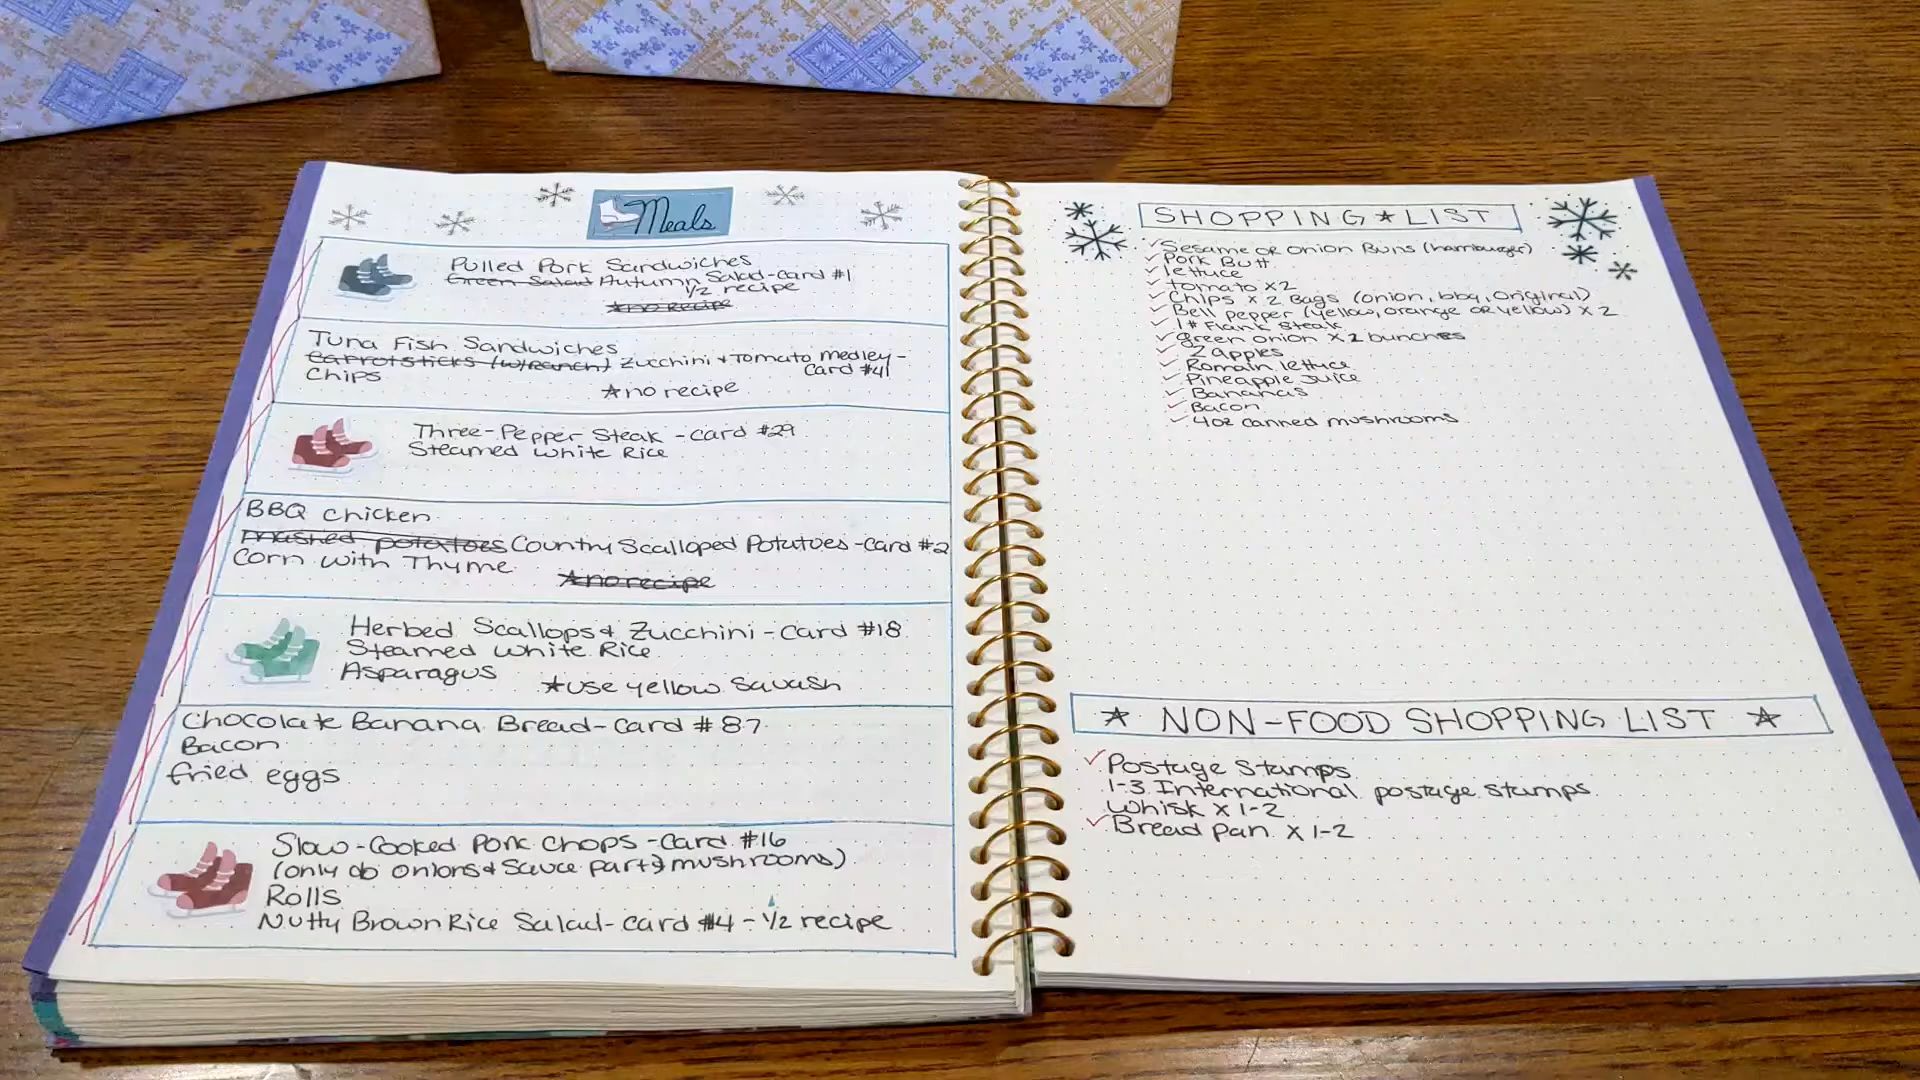 Meals
Pulled Pork Sandwiches
Green Salad Autumn Salad-card #1
1/2 recipe
*no recipe
Tuna Fish Sandwiches
Carrot sticks (w/Ranch) Zucchini + Tomato medley-
Card #41
Chips
*no recipe
Three-Pepper Steak - Card #29
Steamed White Rice
BBQ Chicken
Mashed potatoes Country Scalloped Potatoes-Card #2
Corn with Thyme
*no recipe
Herbed Scallops & Zucchini-Card #18
Steamed White Rice
Asparagus
*use yellow Squash
Chocolate Banana Bread-Card #87
Bacon
fried eggs
Slow-Cooked Pork Chops -Card #16
(only do onions & Sauce part & mushrooms)
Rolls
Nutty Brown Rice Salad-Card #4 - 1/2 recipe
SHOPPING * LIST
✓Sesame or onion Buns (hamburger)
✓Pork Butt
✓lettuce
✓tomato x2
✓Chips x 2 Bags (onion, bbq, original)
✓Bell pepper (yellow, orange or yellow) x 2
✓1# Flank Steak
✓green onion x 2 bunches
✓2 apples
✓Romain lettuce
✓Pineapple Juice
✓Bananas
✓Bacon
✓4oz canned mushrooms
* NON-FOOD SHOPPING LIST *
✓Postage Stamps
1-3 International postage stamps
Whisk x 1-2
✓Bread pan x 1-2